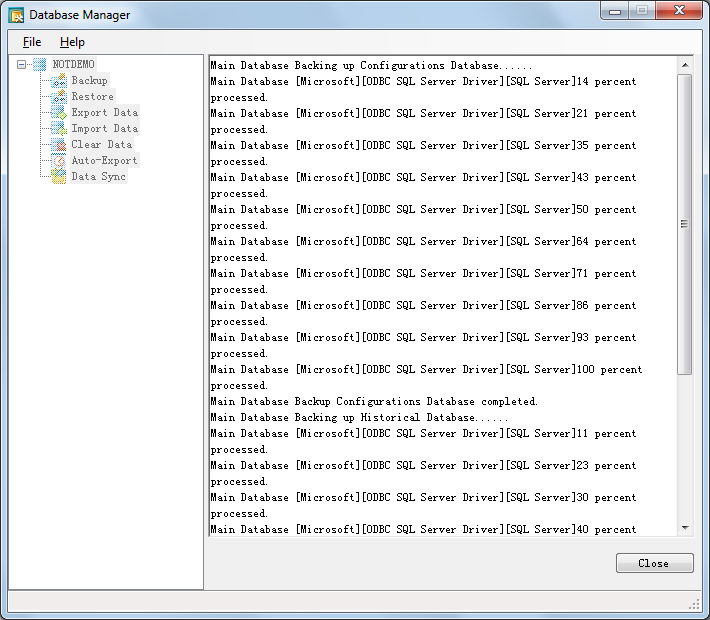 Database Manager
File Help
NOTDEMO
Backup
Restore
Export Data
Import Data
Clear Data
Auto-Export
Data Sync
Main Database Backing up Configurations Database......
Main Database [Microsoft][ODBC SQL Server Driver][SQL Server]14 percent
processed.
Main Database [Microsoft][ODBC SQL Server Driver][SQL Server]21 percent
processed.
Main Database [Microsoft][ODBC SQL Server Driver][SQL Server]35 percent
processed.
Main Database [Microsoft][ODBC SQL Server Driver][SQL Server]43 percent
processed.
Main Database [Microsoft][ODBC SQL Server Driver][SQL Server]50 percent
processed.
Main Database [Microsoft][ODBC SQL Server Driver][SQL Server]64 percent
processed.
Main Database [Microsoft][ODBC SQL Server Driver][SQL Server]71 percent
processed.
Main Database [Microsoft][ODBC SQL Server Driver][SQL Server]86 percent
processed.
Main Database [Microsoft][ODBC SQL Server Driver][SQL Server]93 percent
processed.
Main Database [Microsoft][ODBC SQL Server Driver][SQL Server]100 percent
processed.
Main Database Backup Configurations Database completed.
Main Database Backing up Historical Database......
Main Database [Microsoft][ODBC SQL Server Driver][SQL Server]11 percent
processed.
Main Database [Microsoft][ODBC SQL Server Driver][SQL Server]23 percent
processed.
Main Database [Microsoft][ODBC SQL Server Driver][SQL Server]30 percent
processed.
Main Database [Microsoft][ODBC SQL Server Driver][SQL Server]40 percent
Close